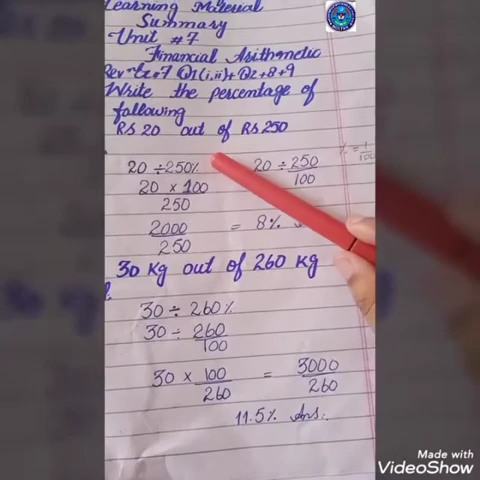 Learning Material
Summary
Unit #7
Financial Arithmetic
Rev Ex 7 Q1(i,ii)+Q2+8+9
Write the percentage of
following
RS 20 out of RS 250
20 ÷ 250% 20 ÷ 250/100
20 × 100/250
2000/250 = 8%
% = 1/100
30 Kg out of 260 Kg
30 ÷ 260%
30 ÷ 260/100
30 × 100/260 = 3000/260
11.5% Ans:
Made with
VideoShow